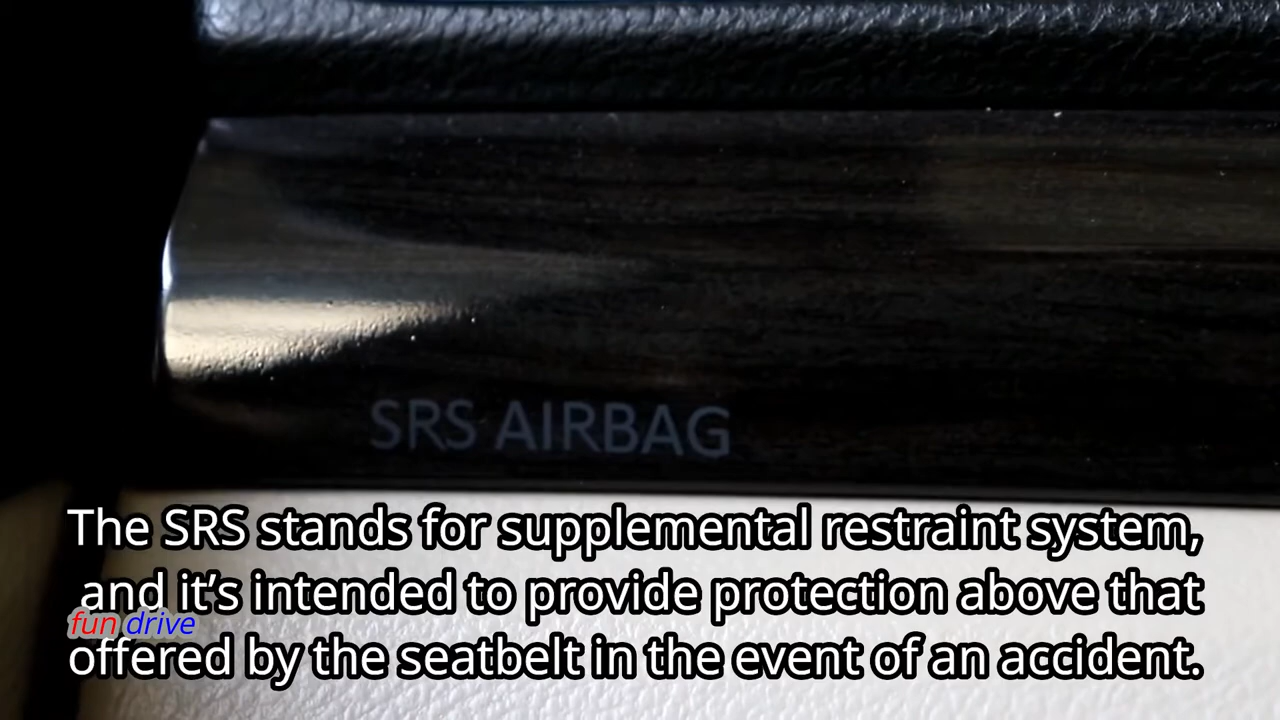 SRS AIRBAG
The SRS stands for supplemental restraint system,
and it’s intended to provide protection above that
fun drive
offered by the seatbelt in the event of an accident.